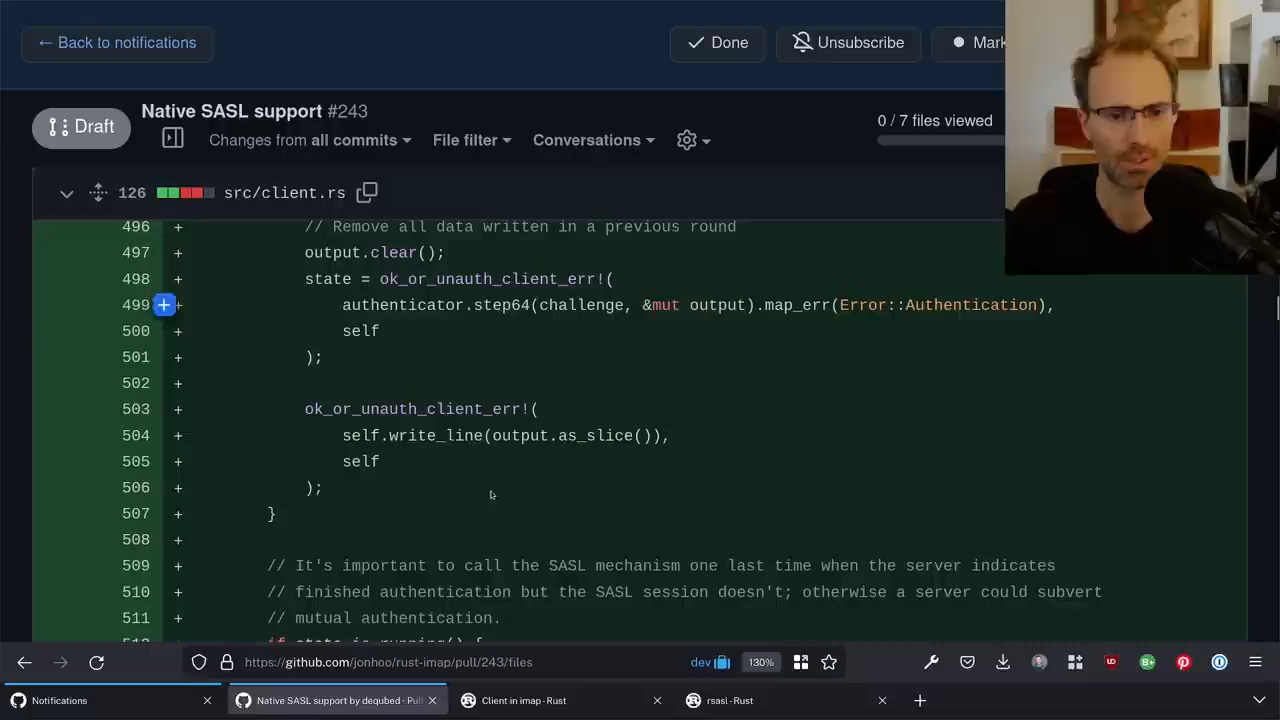 ← Back to notifications
Done
Unsubscribe
Mark
Draft
Native SASL support #243
Changes from all commits
File filter
Conversations
0 / 7 files viewed
126 src/client.rs
496 + // Remove all data written in a previous round
497 + output.clear();
498 + state = ok_or_unauth_client_err!(
499 + authenticator.step64(challenge, &mut output).map_err(Error::Authentication),
500 + self
501 + );
502 +
503 + ok_or_unauth_client_err!(
504 + self.write_line(output.as_slice()),
505 + self
506 + );
507 + }
508 +
509 + // It's important to call the SASL mechanism one last time when the server indicates
510 + // finished authentication but the SASL session doesn't; otherwise a server could subvert
511 + // mutual authentication.
512 + if state.is_running() {
https://github.com/jonhoo/rust-imap/pull/243/files
dev
130%
Notifications
Native SASL support by dequbed · Pull
Client in imap - Rust
rsasl - Rust